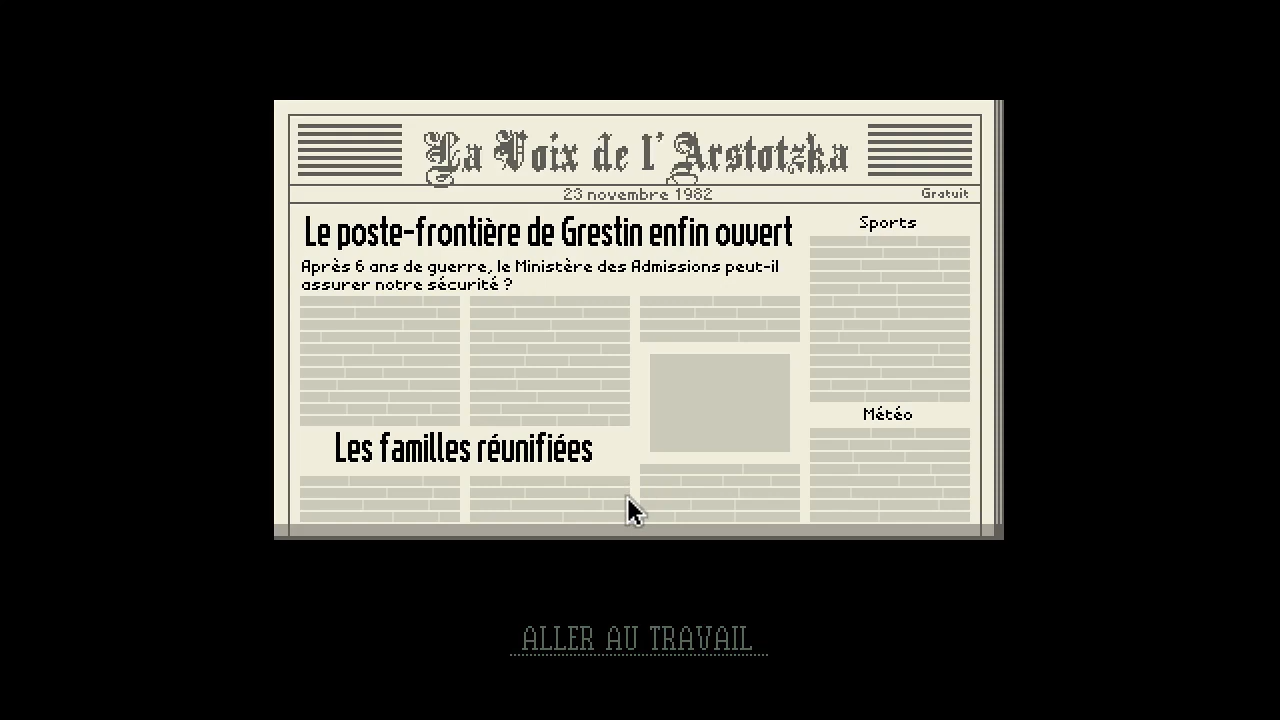 La Voix de l'Arstotzka
23 novembre 1982
Gratuit
Le poste-frontière de Grestin enfin ouvert
Après 6 ans de guerre, le Ministère des Admissions peut-il
assurer notre sécurité ?
Les familles réunifiées
Sports
Météo
ALLER AU TRAVAIL